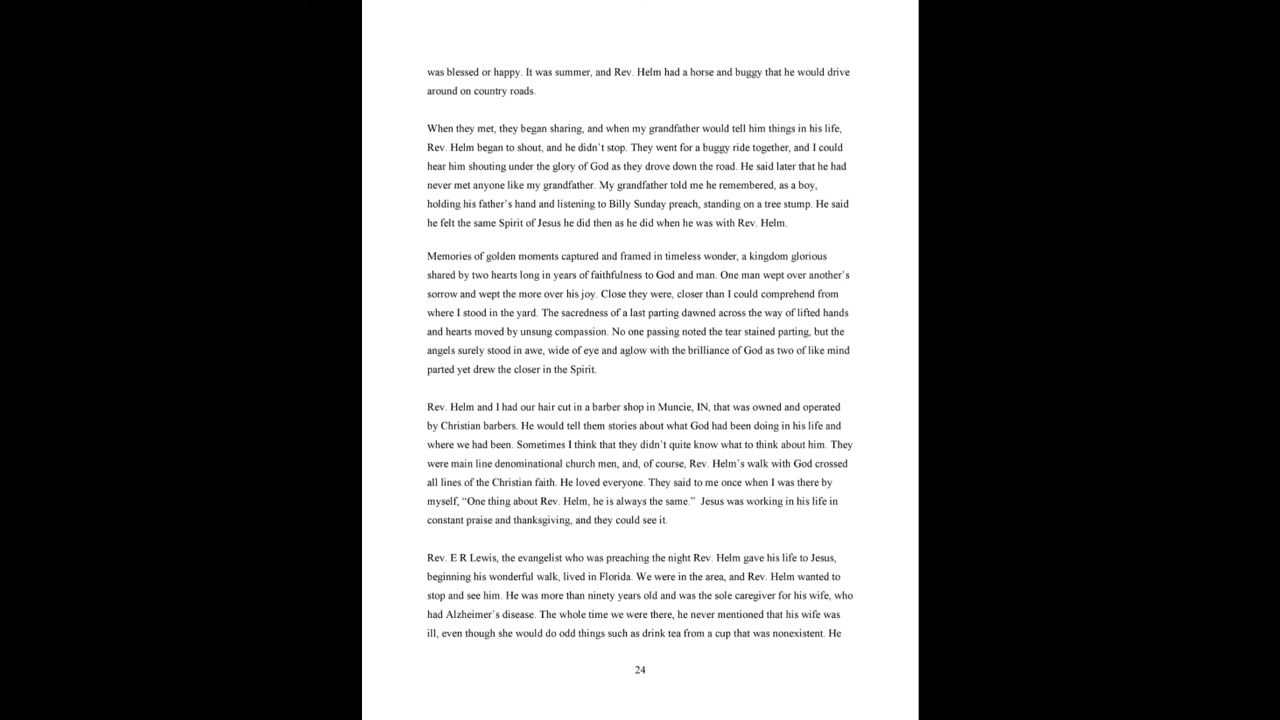 was blessed or happy. It was summer, and Rev. Helm had a horse and buggy that he would drive
around on country roads.
When they met, they began sharing, and when my grandfather would tell him things in his life,
Rev. Helm began to shout, and he didn’t stop. They went for a buggy ride together, and I could
hear him shouting under the glory of God as they drove down the road. He said later that he had
never met anyone like my grandfather. My grandfather told me he remembered, as a boy,
holding his father’s hand and listening to Billy Sunday preach, standing on a tree stump. He said
he felt the same Spirit of Jesus he did then as he did when he was with Rev. Helm.
Memories of golden moments captured and framed in timeless wonder, a kingdom glorious
shared by two hearts long in years of faithfulness to God and man. One man wept over another’s
sorrow and wept the more over his joy. Close they were, closer than I could comprehend from
where I stood in the yard. The sacredness of a last parting dawned across the way of lifted hands
and hearts moved by unsung compassion. No one passing noted the tear stained parting, but the
angels surely stood in awe, wide of eye and aglow with the brilliance of God as two of like mind
parted yet drew the closer in the Spirit.
Rev. Helm and I had our hair cut in a barber shop in Muncie, IN, that was owned and operated
by Christian barbers. He would tell them stories about what God had been doing in his life and
where we had been. Sometimes I think that they didn’t quite know what to think about him. They
were main line denominational church men, and, of course, Rev. Helm’s walk with God crossed
all lines of the Christian faith. He loved everyone. They said to me once when I was there by
myself, “One thing about Rev. Helm, he is always the same.”  Jesus was working in his life in
constant praise and thanksgiving, and they could see it.
Rev. E R Lewis, the evangelist who was preaching the night Rev. Helm gave his life to Jesus,
beginning his wonderful walk, lived in Florida. We were in the area, and Rev. Helm wanted to
stop and see him. He was more than ninety years old and was the sole caregiver for his wife, who
had Alzheimer’s disease. The whole time we were there, he never mentioned that his wife was
ill, even though she would do odd things such as drink tea from a cup that was nonexistent. He
24